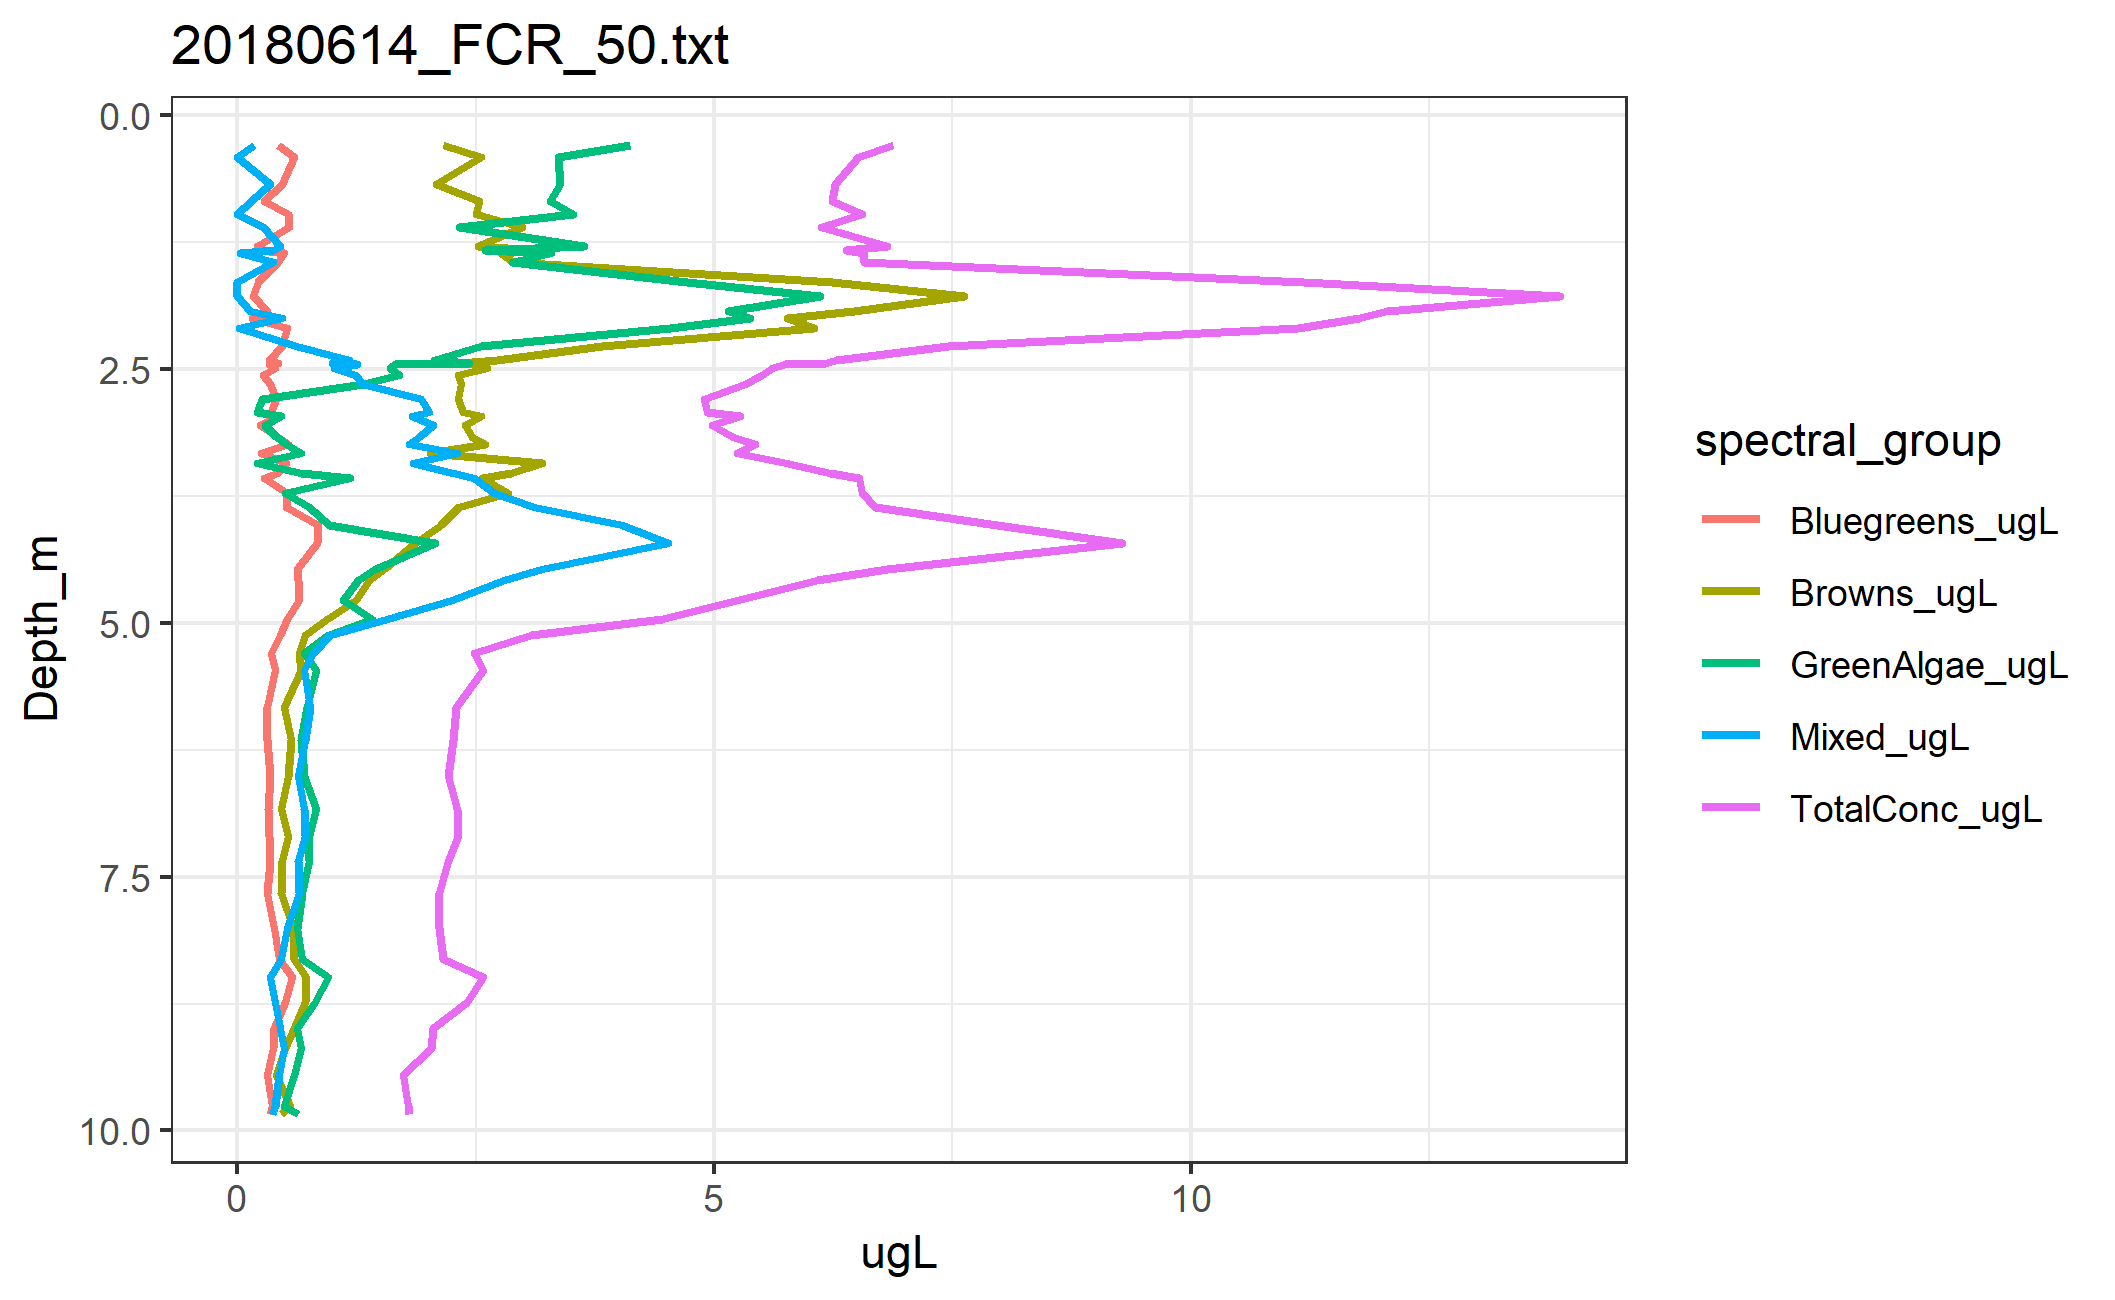 20180614_FCR_50.txt
0.0
2.5
5.0
7.5
10.0
Depth_m
0 5 10
ugL
spectral_group
Bluegreens_ugL
Browns_ugL
GreenAlgae_ugL
Mixed_ugL
TotalConc_ugL